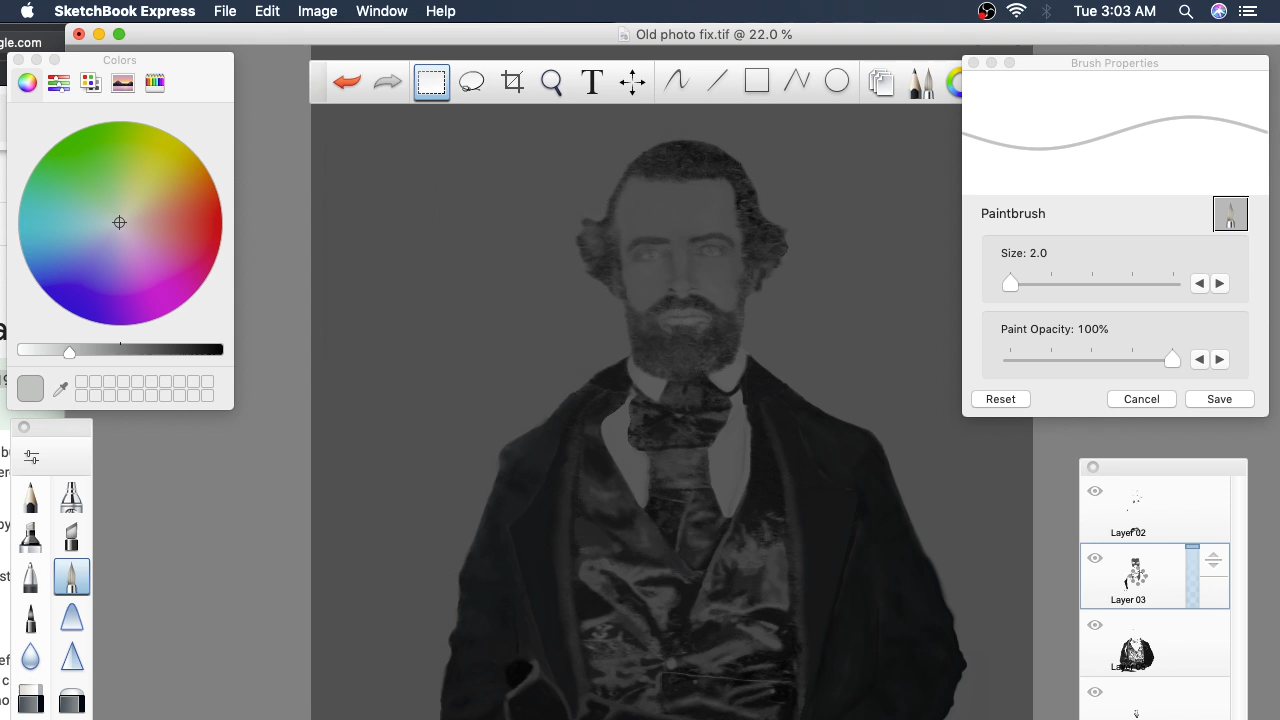 SketchBook Express File Edit Image Window Help Tue 3:03 AM
gle.com
Old photo fix.tif @ 22.0 %
Colors
T
Brush Properties
Paintbrush
Size: 2.0
Paint Opacity: 100%
Reset Cancel Save
Layer 02
Layer 03